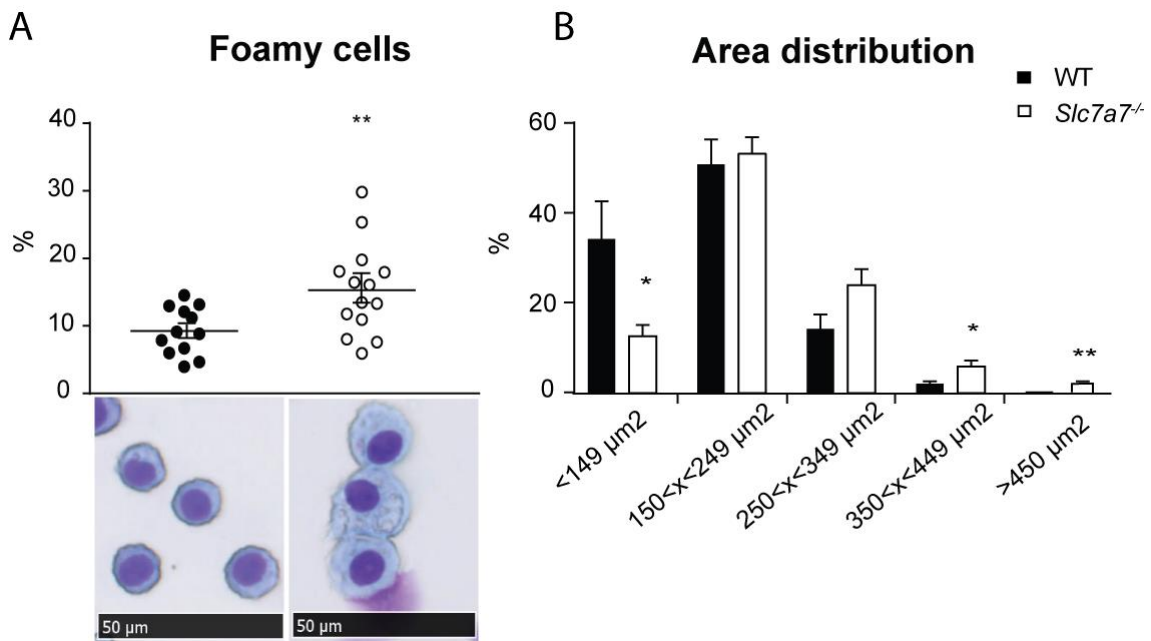 A
Foamy cells
%
40
30
20
10
0
**
50 µm
50 µm
B
Area distribution
WT
Slc7a7-/-
%
60
40
20
0
*
*
**
<149 µm2
150<x<249 µm2
250<x<349 µm2
350<x<449 µm2
>450 µm2